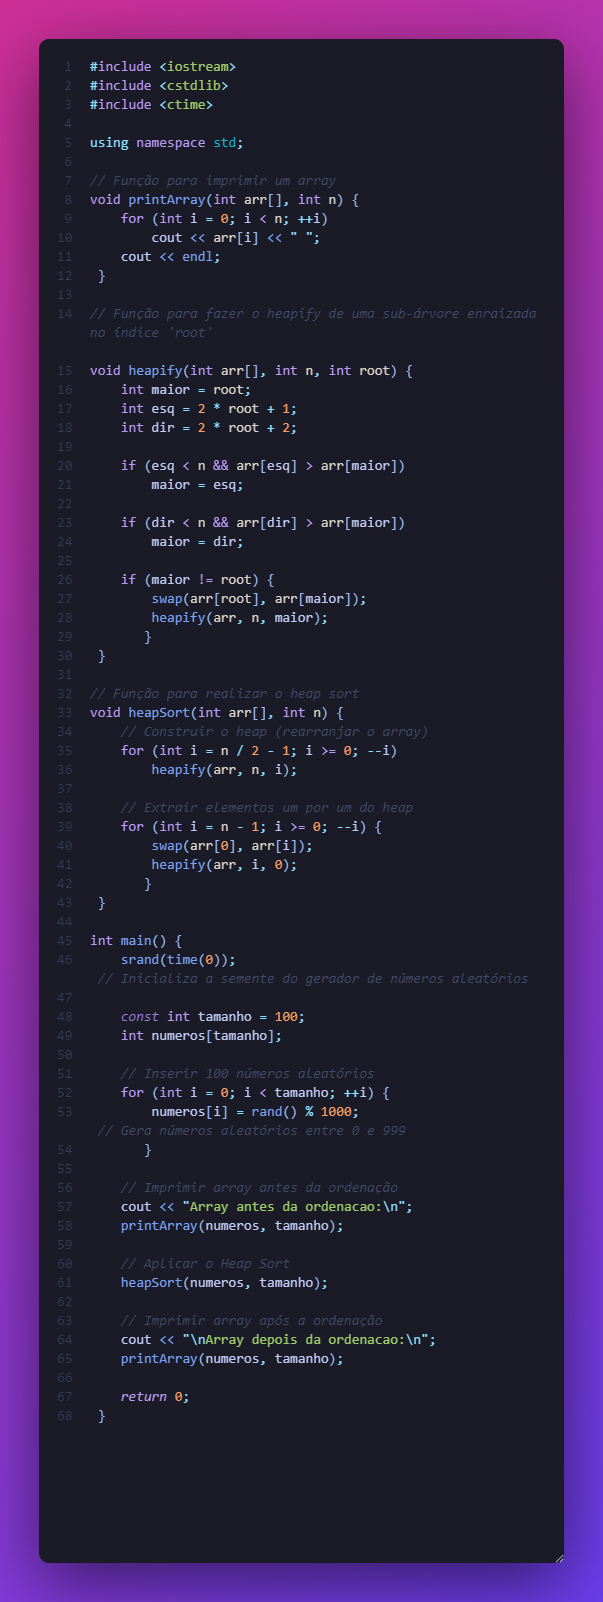 1 #include <iostream>
2 #include <cstdlib>
3 #include <ctime>
4
5 using namespace std;
6
7 // Função para imprimir um array
8 void printArray(int arr[], int n) {
9     for (int i = 0; i < n; ++i)
10         cout << arr[i] << " ";
11     cout << endl;
12  }
13
14 // Função para fazer o heapify de uma sub-árvore enraizada
no índice 'root'
15 void heapify(int arr[], int n, int root) {
16     int maior = root;
17     int esq = 2 * root + 1;
18     int dir = 2 * root + 2;
19
20     if (esq < n && arr[esq] > arr[maior])
21         maior = esq;
22
23     if (dir < n && arr[dir] > arr[maior])
24         maior = dir;
25
26     if (maior != root) {
27         swap(arr[root], arr[maior]);
28         heapify(arr, n, maior);
29        }
30  }
31
32 // Função para realizar o heap sort
33 void heapSort(int arr[], int n) {
34     // Construir o heap (rearranjar o array)
35     for (int i = n / 2 - 1; i >= 0; --i)
36         heapify(arr, n, i);
37
38     // Extrair elementos um por um do heap
39     for (int i = n - 1; i >= 0; --i) {
40         swap(arr[0], arr[i]);
41         heapify(arr, i, 0);
42        }
43  }
44
45 int main() {
46     srand(time(0));
 // Inicializa a semente do gerador de números aleatórios
47
48     const int tamanho = 100;
49     int numeros[tamanho];
50
51     // Inserir 100 números aleatórios
52     for (int i = 0; i < tamanho; ++i) {
53         numeros[i] = rand() % 1000;
 // Gera números aleatórios entre 0 e 999
54        }
55
56     // Imprimir array antes da ordenação
57     cout << "Array antes da ordenacao:\n";
58     printArray(numeros, tamanho);
59
60     // Aplicar o Heap Sort
61     heapSort(numeros, tamanho);
62
63     // Imprimir array após a ordenação
64     cout << "\nArray depois da ordenacao:\n";
65     printArray(numeros, tamanho);
66
67     return 0;
68  }